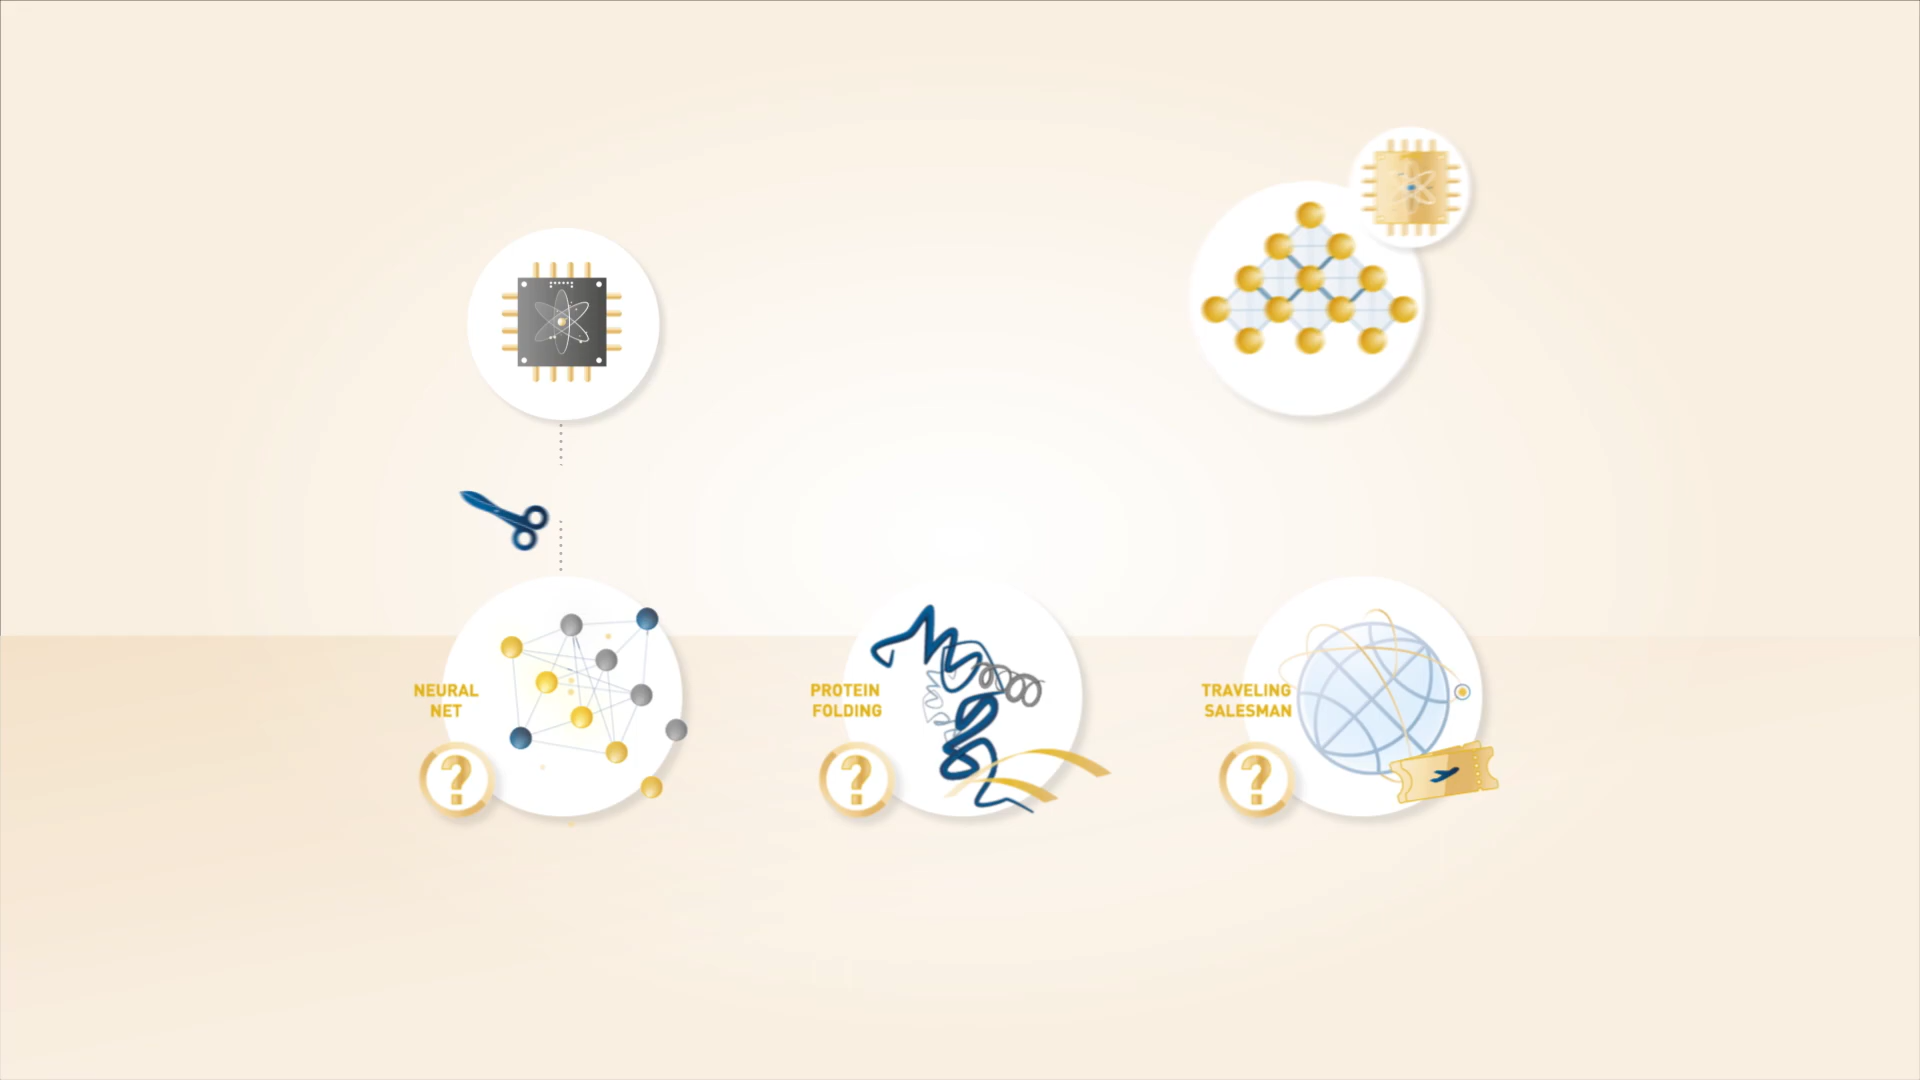 NEURAL
NET
?
PROTEIN
FOLDING
?
TRAVELING
SALESMAN
?